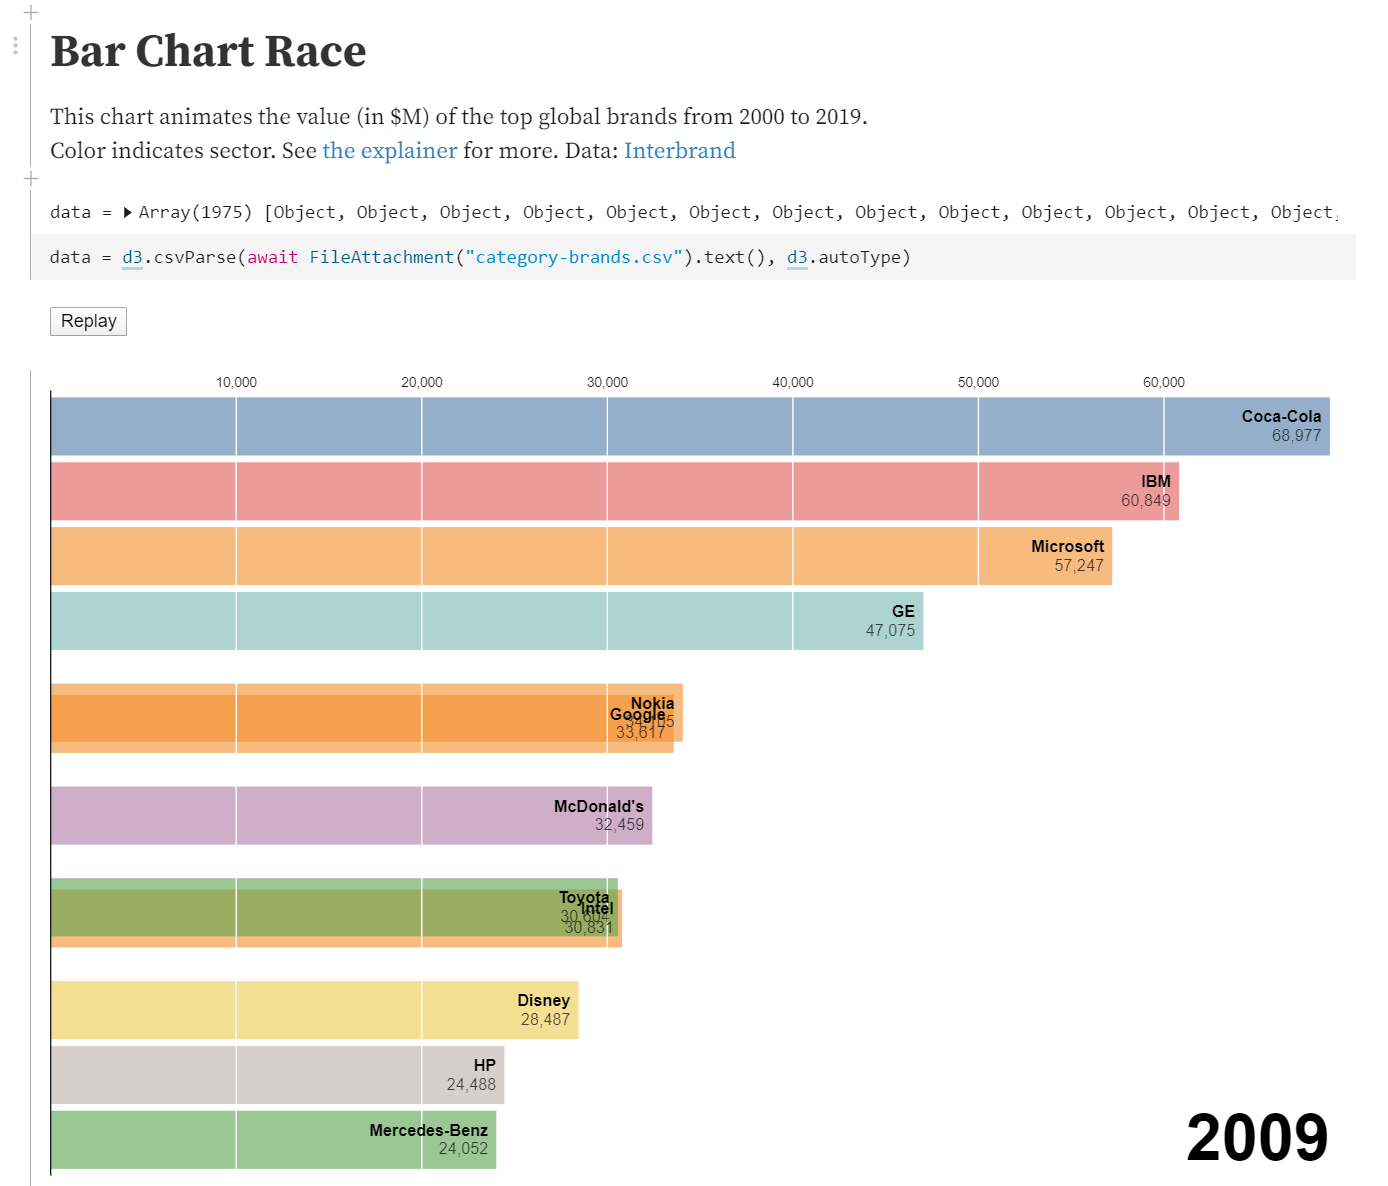 Bar Chart Race
This chart animates the value (in $M) of the top global brands from 2000 to 2019.
Color indicates sector. See the explainer for more. Data: Interbrand
data = ▶ Array(1975) [Object, Object, Object, Object, Object, Object, Object, Object, Object, Object, Object, Object, Object,
data = d3.csvParse(await FileAttachment("category-brands.csv").text(), d3.autoType)
Replay
10,000 20,000 30,000 40,000 50,000 60,000
Coca-Cola
68,977
IBM
60,849
Microsoft
57,247
GE
47,075
Nokia
Google
33,617
McDonald's
32,459
Toyota
Intel
30,604
30,831
Disney
28,487
HP
24,488
Mercedes-Benz
24,052
2009